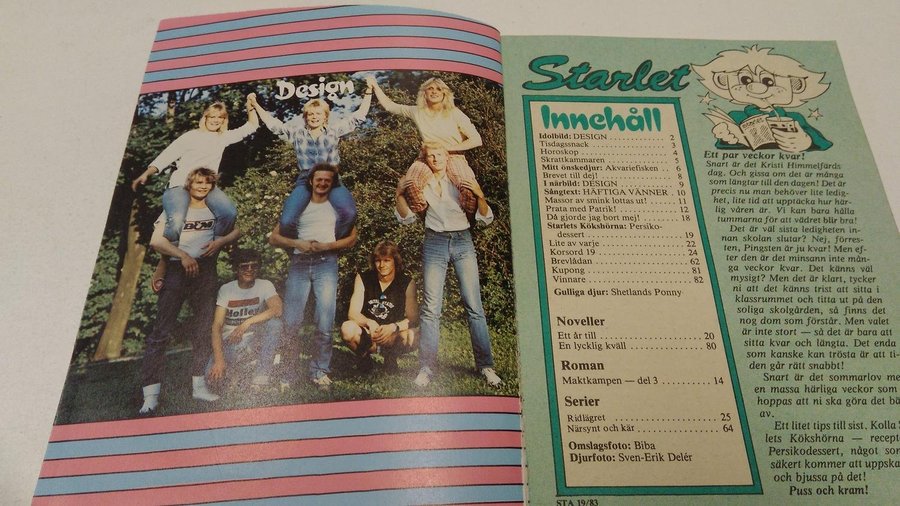 Design
Moller
Starlet
Innehåll
Idolbild: DESIGN 2
Tisdagssnack 3
Horoskop 4
Skrattkammaren 5
Mitt önskedjur: Akvariefisken 6
Brevet till dej! 8
I närbild: DESIGN 9
Sångtext: HÄFTIGA VÄNNER 10
Massor av smink lottas ut! 11
Prata med Patrik! 12
Då gjorde jag bort mej! 18
Starlets Kökshörna: Persiko-
dessert 19
Lite av varje 22
Korsord 19 24
Brevlådan 62
Kupong 81
Vinnare 82
Gulliga djur: Shetlands Ponny
Noveller
Ett år till 20
En lycklig kväll 80
Roman
Maktkampen — del 3 14
Serier
Ridlägret 25
Närsynt och kär 64
Omslagsfoto: Biba
Djurfoto: Sven-Erik Delér
STA 19/83
Ett par veckor kvar!
Snart är det Kristi Himmelfärds
dag. Och gissa om det är många
som längtar till den dagen! Det är
precis nu man behöver lite ledig-
het, lite tid att upptäcka hur här-
lig våren är. Vi kan bara hålla
tummarna för att vädret blir bra!
Det är väl sista ledigheten in-
nan skolan slutar? Nej, förres-
ten, Pingsten är ju kvar! Men ef-
ter den är det minsann inte mån-
ga veckor kvar. Det känns väl
mysigt? Men det är klart, tycker
ni att det känns trist att sitta i
klassrummet och titta ut på den
soliga skolgården, så finns det
nog dom som förstår. Men valet
är inte stort — så det är bara att
sitta kvar och längta. Det enda
som kanske kan trösta är att ti-
den går rätt snabbt!
Snart är det sommarlov med
en massa härliga veckor som
hoppas att ni ska göra det
av.
Ett litet tips till sist. Kolla
lets Kökshörna — recept
Persikodessert, något som
säkert kommer att
och bjussa på det!
Puss och kram!